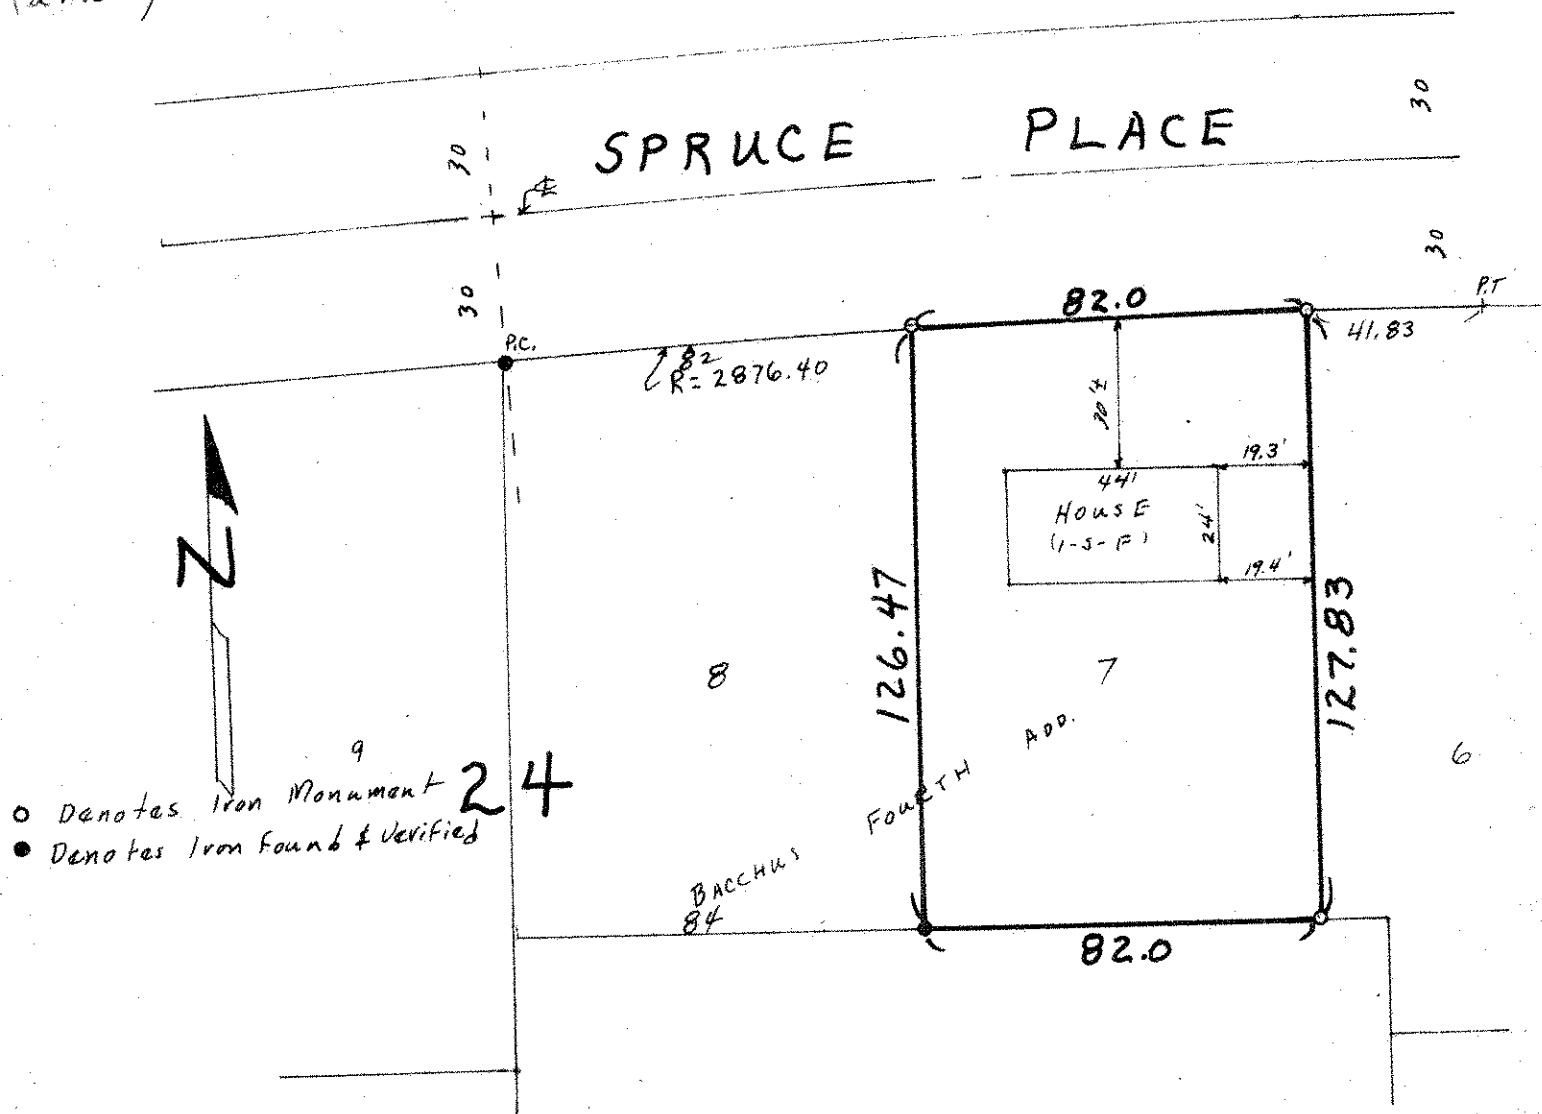 SPRUCE PLACE
30
30
30
30
P.C.
82
R= 2876.40
82.0
P.T
41.83
30'±
19.3'
44'
HOUSE
(1-S-F)
24'
19.4'
N
126.47
127.83
8
7
6
9
24
○ Denotes Iron Monument
● Denotes Iron Found & Verified
BACCHUS FOURTH ADD.
84
82.0